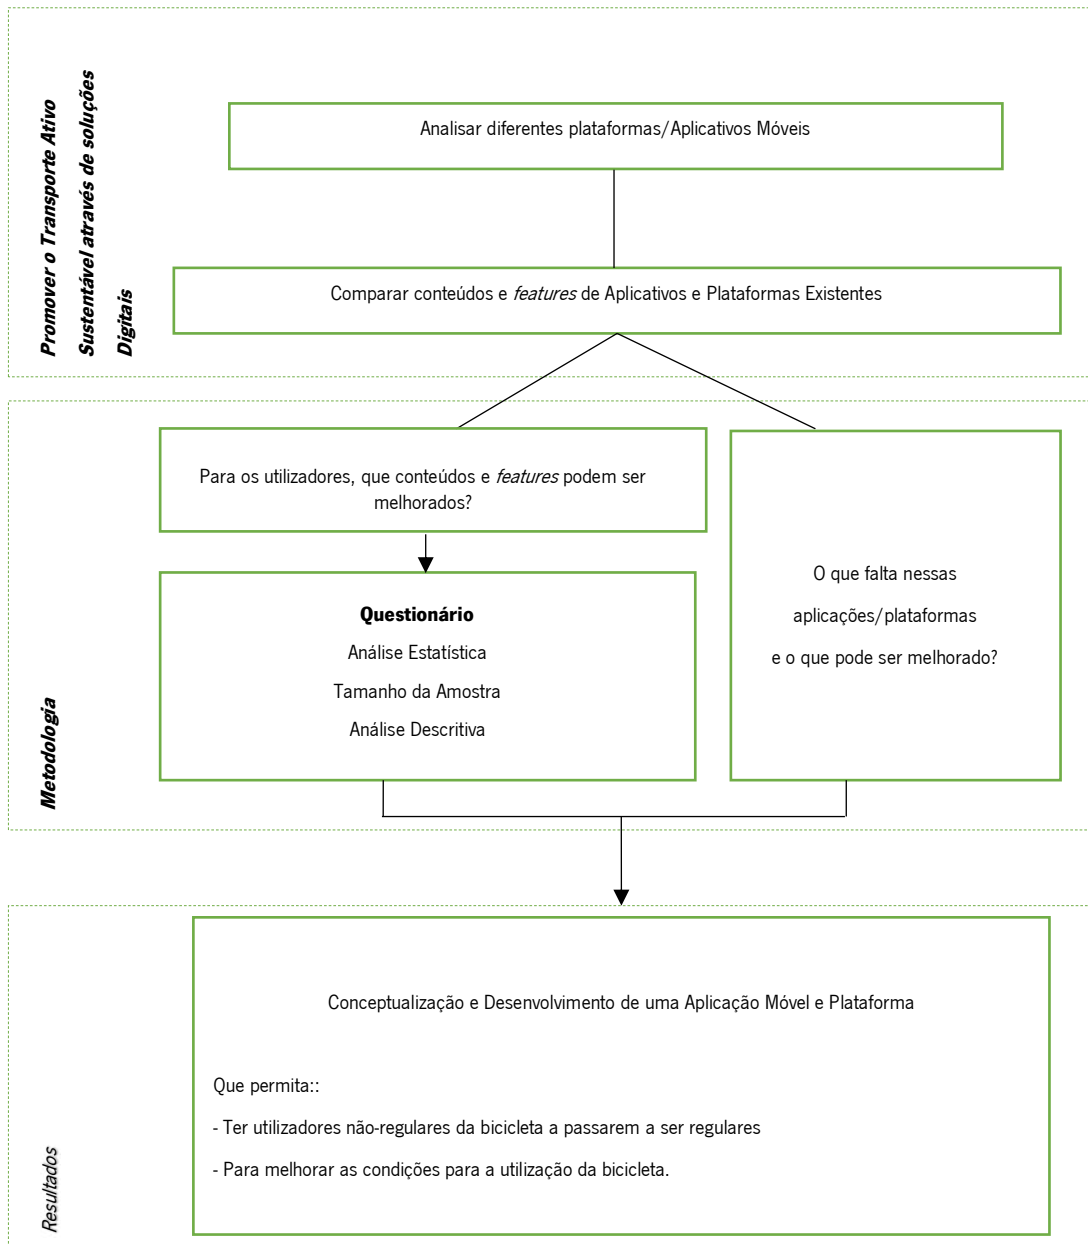 Promover o Transporte Ativo
Sustentável através de soluções
Digitais
Analisar diferentes plataformas/Aplicativos Móveis
Comparar conteúdos e features de Aplicativos e Plataformas Existentes
Metodologia
Para os utilizadores, que conteúdos e features podem ser
melhorados?
Questionário
Análise Estatística
Tamanho da Amostra
Análise Descritiva
O que falta nessas
aplicações/plataformas
e o que pode ser melhorado?
Resultados
Conceptualização e Desenvolvimento de uma Aplicação Móvel e Plataforma
Que permita::
- Ter utilizadores não-regulares da bicicleta a passarem a ser regulares
- Para melhorar as condições para a utilização da bicicleta.